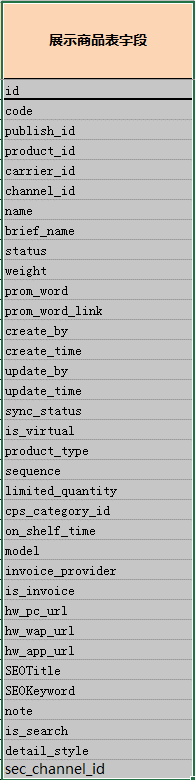 展示商品表字段
id
code
publish_id
product_id
carrier_id
channel_id
name
brief_name
status
weight
prom_word
prom_word_link
create_by
create_time
update_by
update_time
sync_status
is_virtual
product_type
sequence
limited_quantity
cps_category_id
on_shelf_time
model
invoice_provider
is_invoice
hw_pc_url
hw_wap_url
hw_app_url
SEOTitle
SEOKeyword
note
is_search
detail_style
sec_channel_id